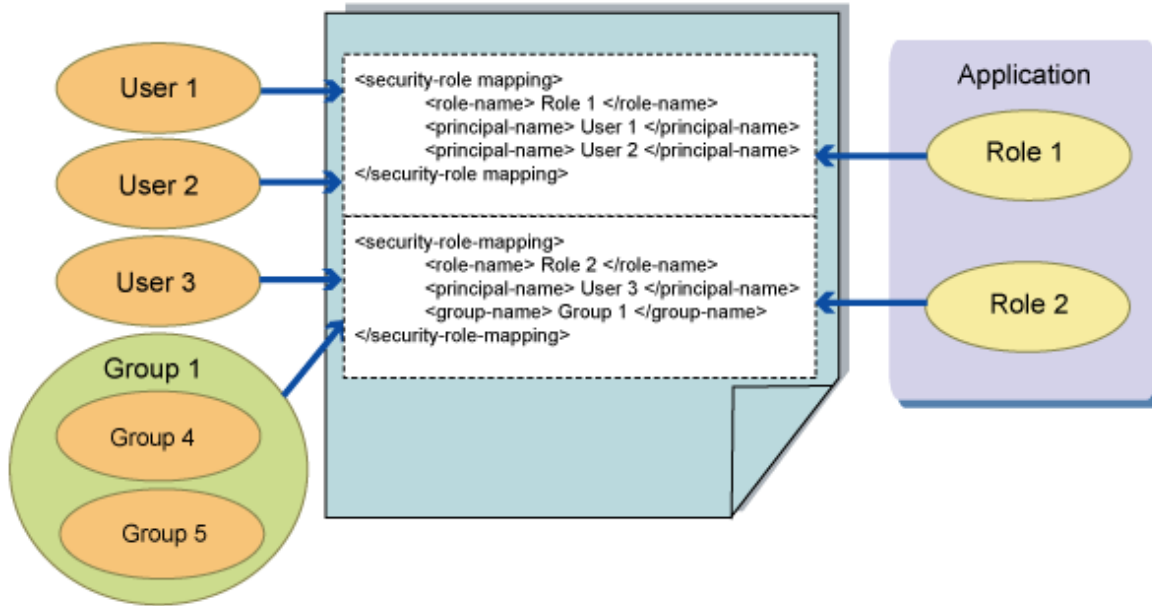 User 1
User 2
User 3
Group 1
Group 4
Group 5
<security-role mapping>
<role-name> Role 1 </role-name>
<principal-name> User 1 </principal-name>
<principal-name> User 2 </principal-name>
</security-role mapping>
<security-role-mapping>
<role-name> Role 2 </role-name>
<principal-name> User 3 </principal-name>
<group-name> Group 1 </group-name>
</security-role-mapping>
Application
Role 1
Role 2